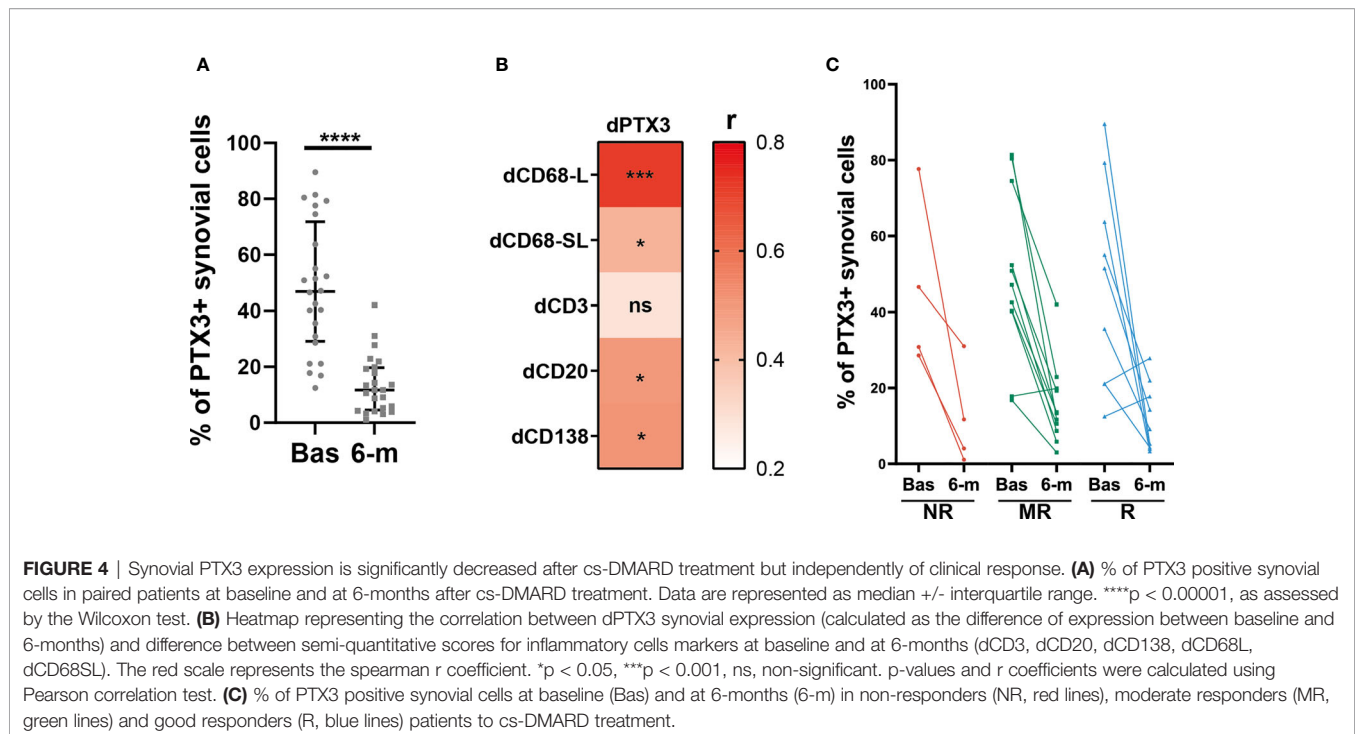 A
% of PTX3+ synovial cells
100
80
60
40
20
0
****
Bas 6-m
B
dPTX3
r
dCD68-L
***
dCD68-SL
*
dCD3
ns
dCD20
*
dCD138
*
0.8
0.6
0.4
0.2
C
% of PTX3+ synovial cells
100
80
60
40
20
0
Bas 6-m Bas 6-m Bas 6-m
NR MR R
FIGURE 4 | Synovial PTX3 expression is significantly decreased after cs-DMARD treatment but independently of clinical response. (A) % of PTX3 positive synovial
cells in paired patients at baseline and at 6-months after cs-DMARD treatment. Data are represented as median +/- interquartile range. ****p < 0.00001, as assessed
by the Wilcoxon test. (B) Heatmap representing the correlation between dPTX3 synovial expression (calculated as the difference of expression between baseline and
6-months) and difference between semi-quantitative scores for inflammatory cells markers at baseline and at 6-months (dCD3, dCD20, dCD138, dCD68L,
dCD68SL). The red scale represents the spearman r coefficient. *p < 0.05, ***p < 0.001, ns, non-significant. p-values and r coefficients were calculated using
Pearson correlation test. (C) % of PTX3 positive synovial cells at baseline (Bas) and at 6-months (6-m) in non-responders (NR, red lines), moderate responders (MR,
green lines) and good responders (R, blue lines) patients to cs-DMARD treatment.